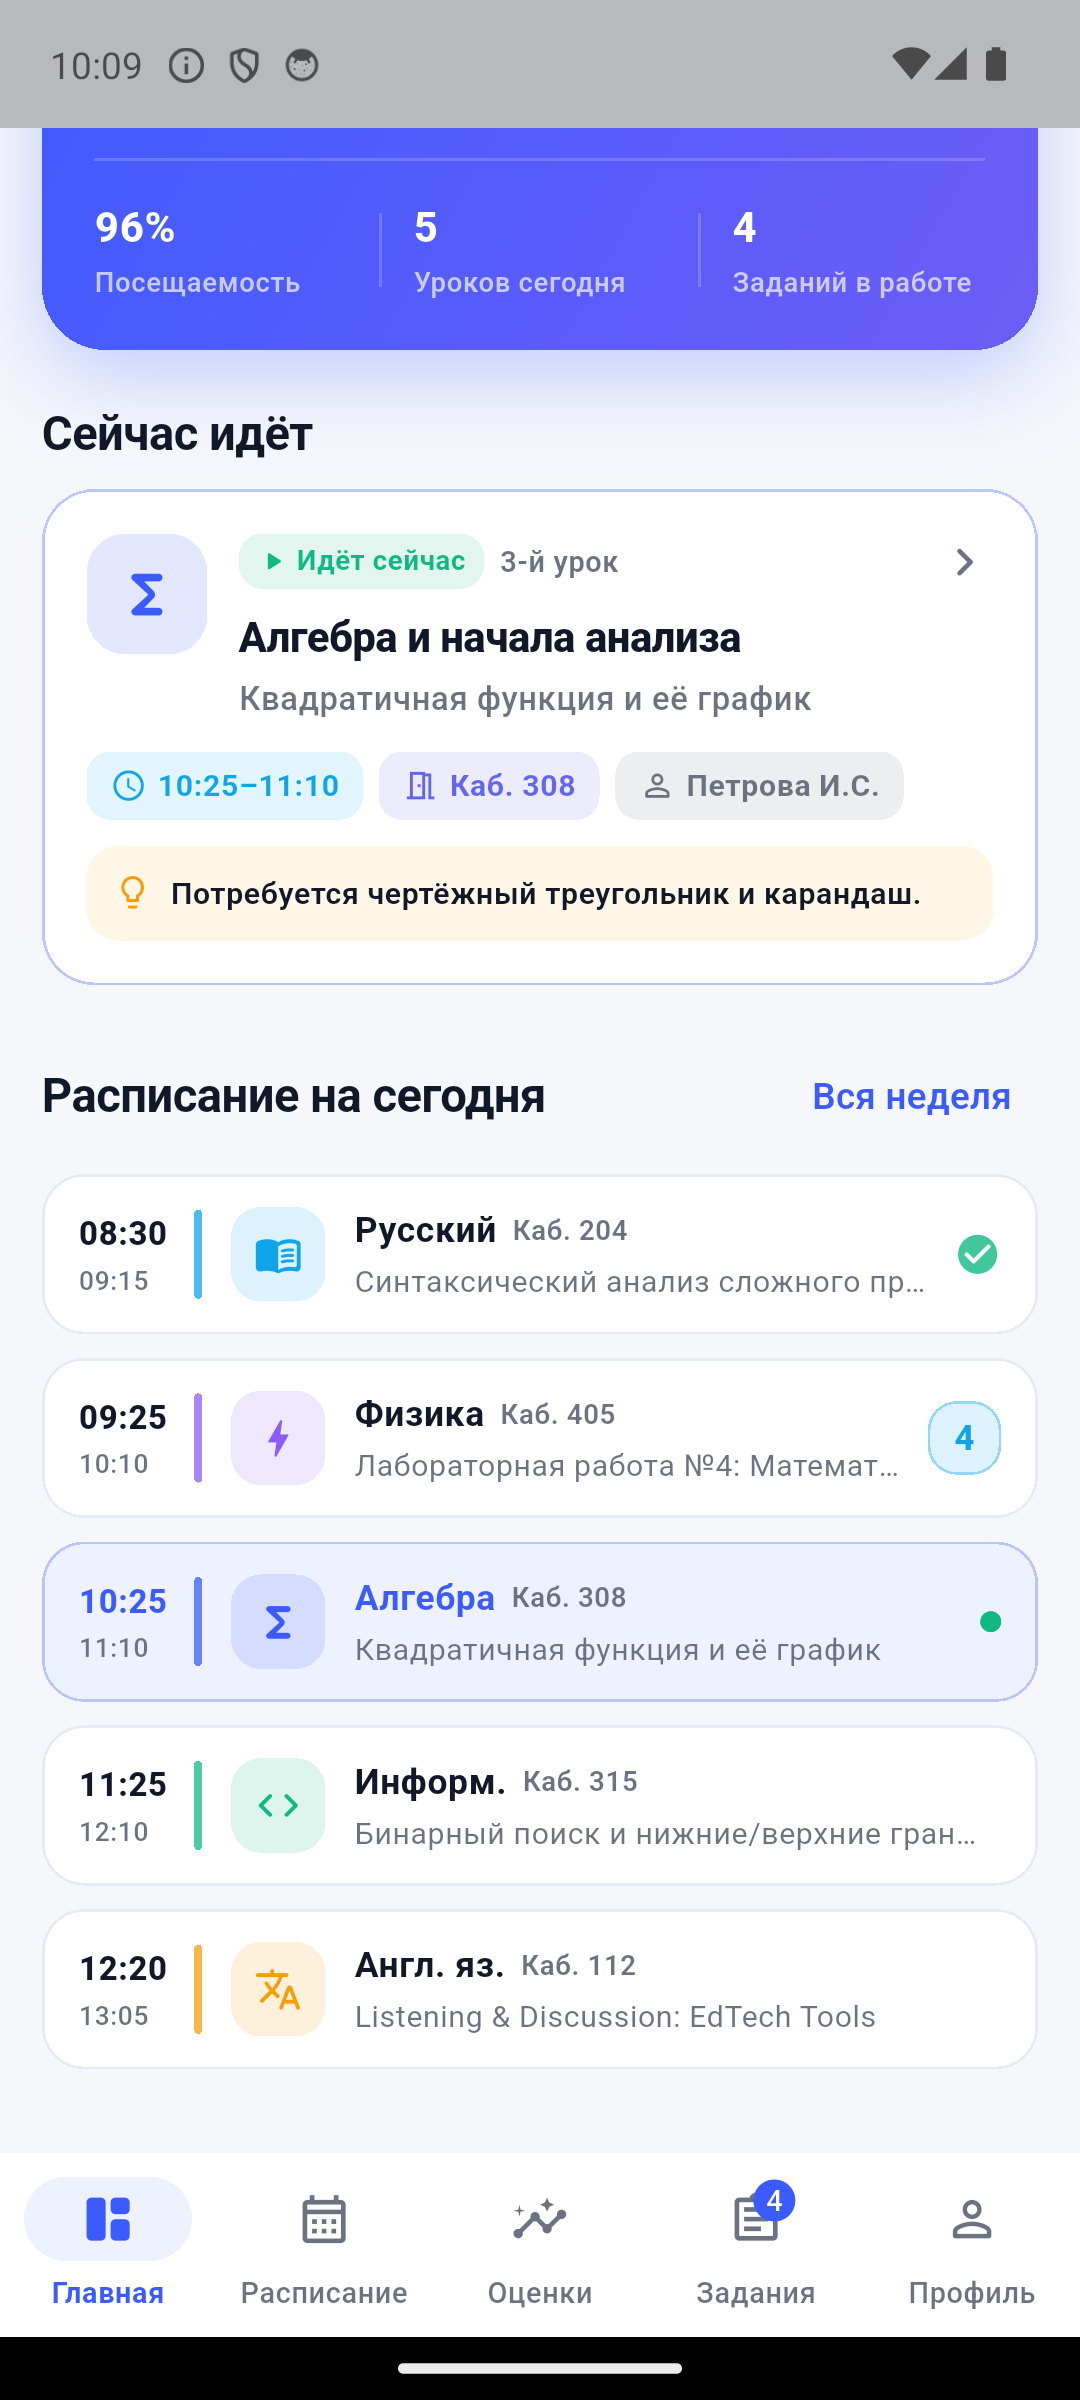 10:09
96%
Посещаемость
5
Уроков сегодня
4
Заданий в работе
Сейчас идёт
Идёт сейчас
3-й урок
Алгебра и начала анализа
Квадратичная функция и её график
10:25–11:10
Каб. 308
Петрова И.С.
Потребуется чертёжный треугольник и карандаш.
Расписание на сегодня
Вся неделя
08:30
09:15
Русский Каб. 204
Синтаксический анализ сложного пр…
09:25
10:10
Физика Каб. 405
Лабораторная работа №4: Математ…
4
10:25
11:10
Алгебра Каб. 308
Квадратичная функция и её график
11:25
12:10
Информ. Каб. 315
Бинарный поиск и нижние/верхние гран…
12:20
13:05
Англ. яз. Каб. 112
Listening & Discussion: EdTech Tools
4
Главная
Расписание
Оценки
Задания
Профиль